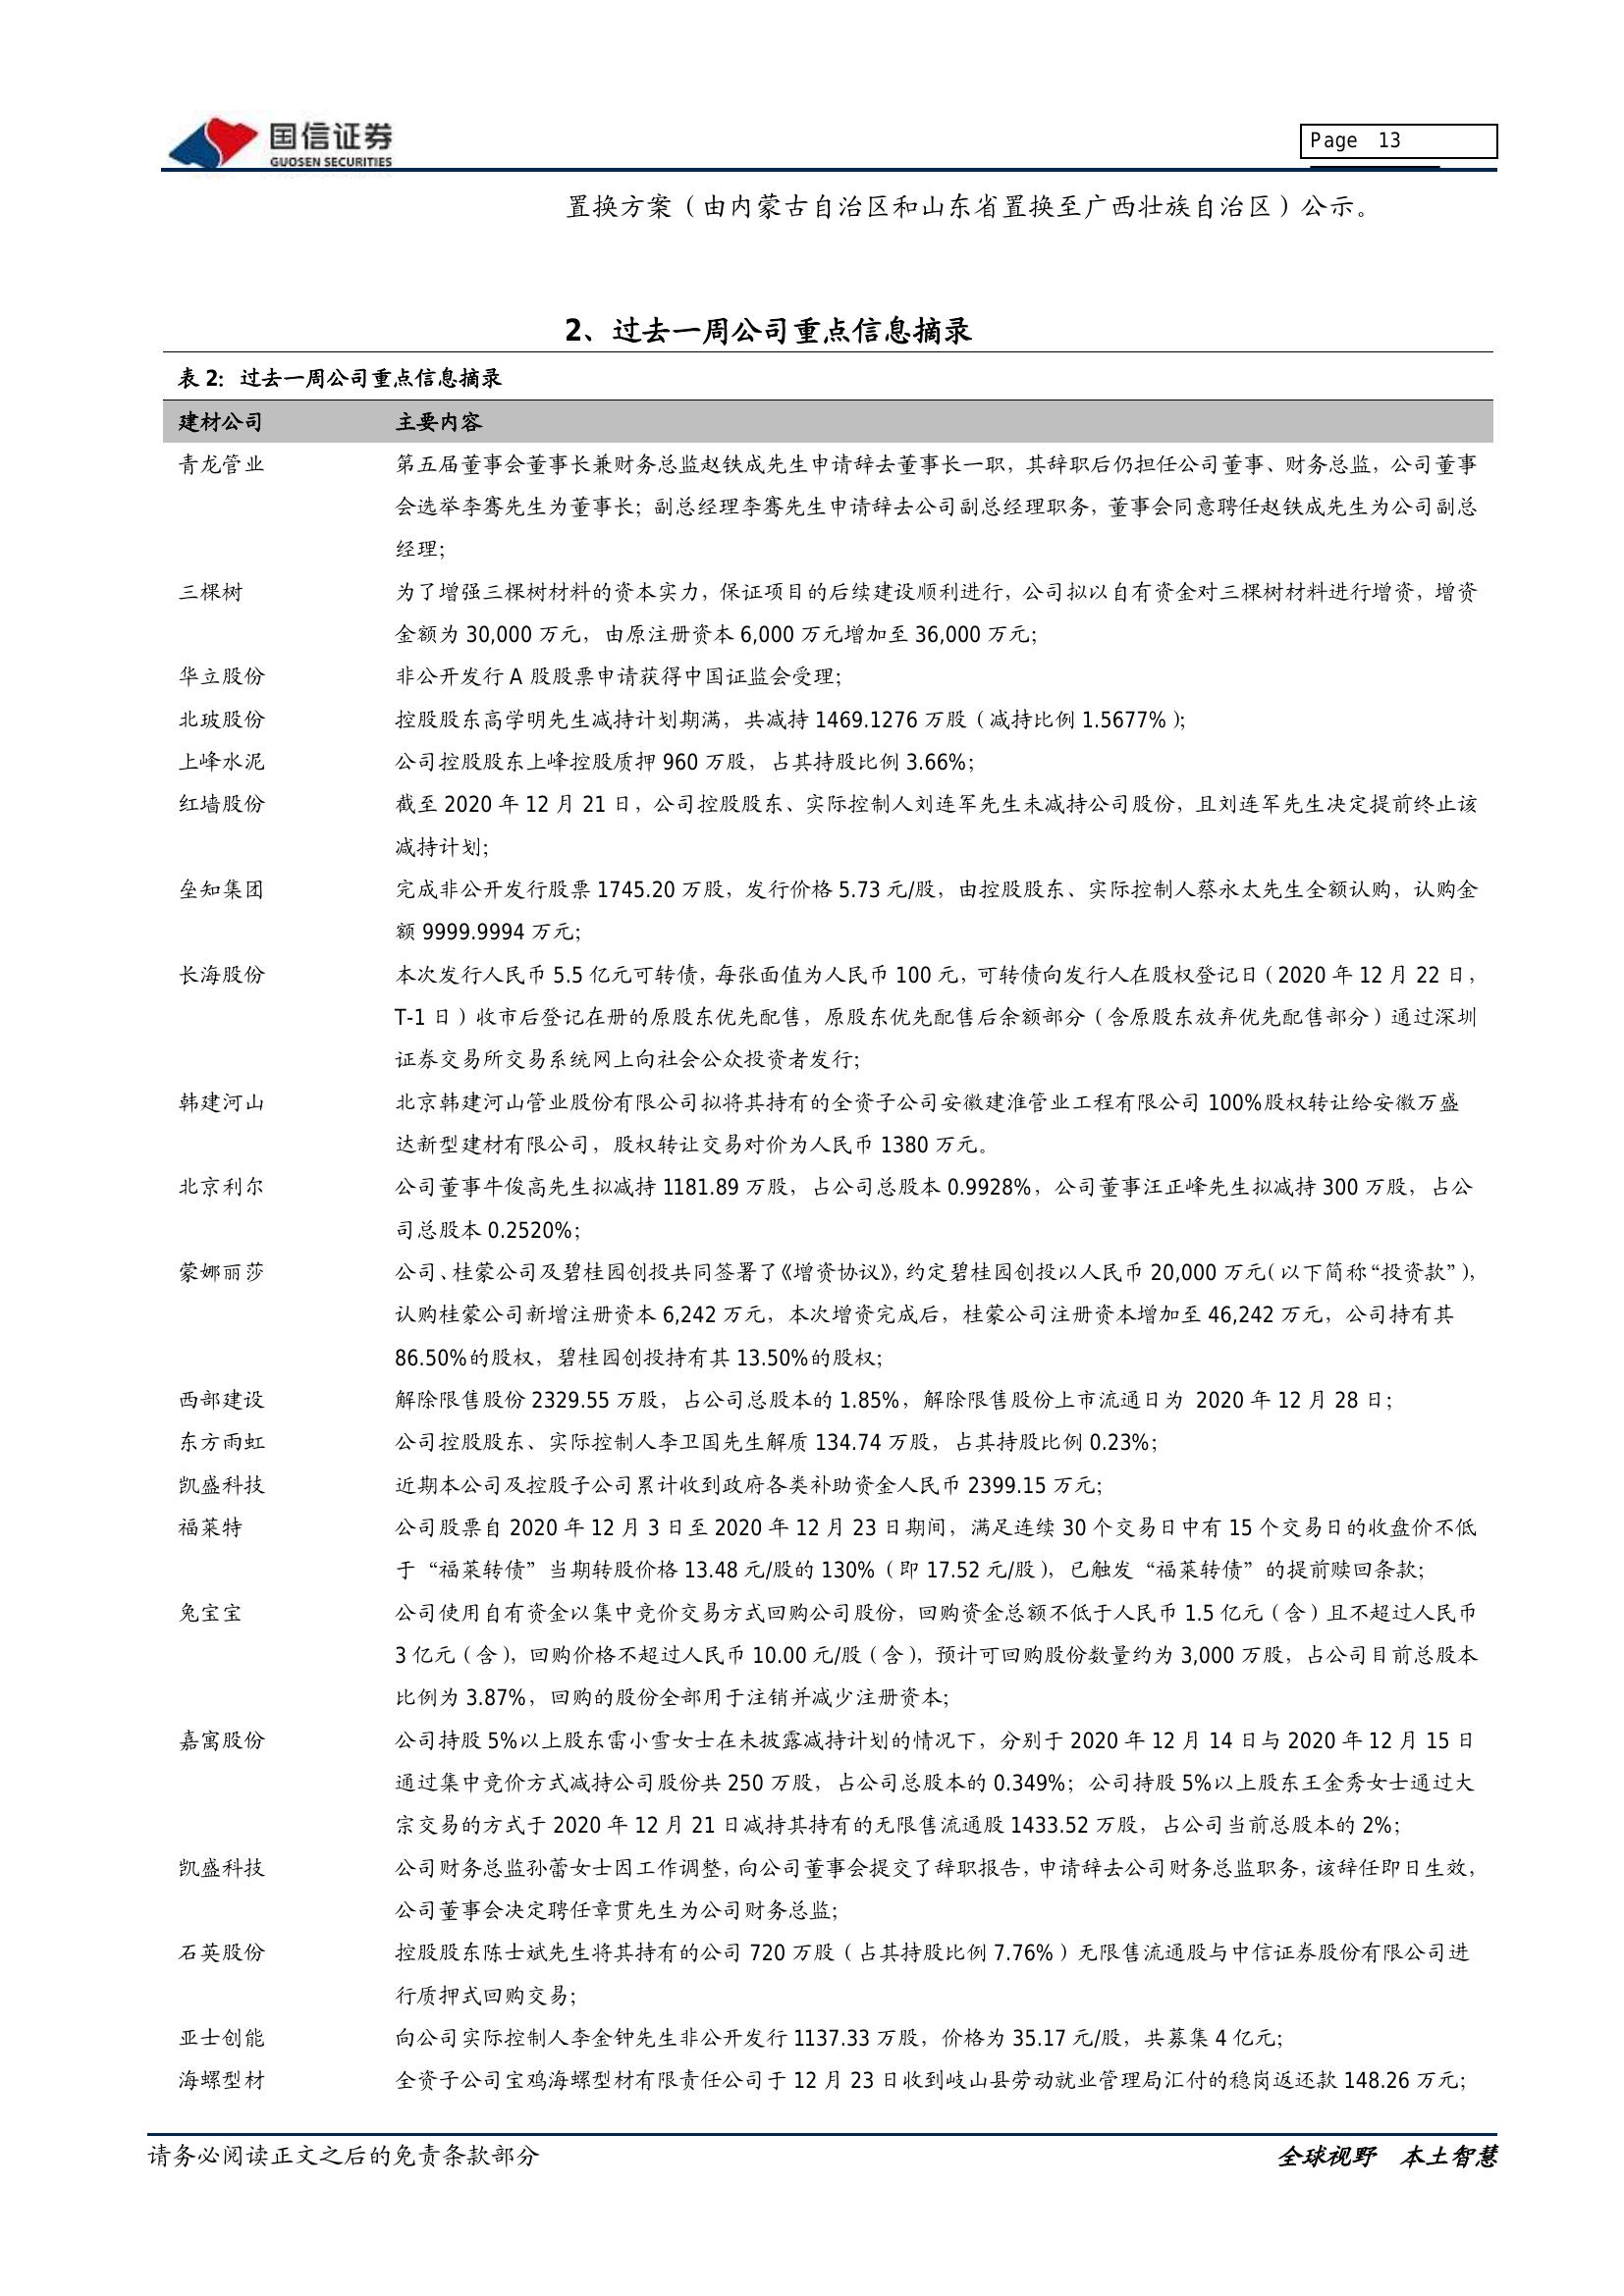 国信证券
GUOSEN SECURITIES
Page 13
置换方案（由内蒙古自治区和山东省置换至广西壮族自治区）公示。
2、过去一周公司重点信息摘录
表 2：过去一周公司重点信息摘录
建材公司 主要内容
青龙管业 第五届董事会董事长兼财务总监赵铁成先生申请辞去董事长一职，其辞职后仍担任公司董事、财务总监，公司董事
会选举李骞先生为董事长；副总经理李骞先生申请辞去公司副总经理职务，董事会同意聘任赵铁成先生为公司副总
经理；
三棵树 为了增强三棵树材料的资本实力，保证项目的后续建设顺利进行，公司拟以自有资金对三棵树材料进行增资，增资
金额为 30,000 万元，由原注册资本 6,000 万元增加至 36,000 万元；
华立股份 非公开发行 A 股股票申请获得中国证监会受理；
北玻股份 控股股东高学明先生减持计划期满，共减持 1469.1276 万股（减持比例 1.5677%）；
上峰水泥 公司控股股东上峰控股质押 960 万股，占其持股比例 3.66%；
红墙股份 截至 2020 年 12 月 21 日，公司控股股东、实际控制人刘连军先生未减持公司股份，且刘连军先生决定提前终止该
减持计划；
垒知集团 完成非公开发行股票 1745.20 万股，发行价格 5.73 元/股，由控股股东、实际控制人蔡永太先生全额认购，认购金
额 9999.9994 万元；
长海股份 本次发行人民币 5.5 亿元可转债，每张面值为人民币 100 元，可转债向发行人在股权登记日（2020 年 12 月 22 日，
T-1 日）收市后登记在册的原股东优先配售，原股东优先配售后余额部分（含原股东放弃优先配售部分）通过深圳
证券交易所交易系统网上向社会公众投资者发行；
韩建河山 北京韩建河山管业股份有限公司拟将其持有的全资子公司安徽建淮管业工程有限公司 100%股权转让给安徽万盛
达新型建材有限公司，股权转让交易对价为人民币 1380 万元。
北京利尔 公司董事牛俊高先生拟减持 1181.89 万股，占公司总股本 0.9928%，公司董事汪正峰先生拟减持 300 万股，占公
司总股本 0.2520%；
蒙娜丽莎 公司、桂蒙公司及碧桂园创投共同签署了《增资协议》，约定碧桂园创投以人民币 20,000 万元（以下简称“投资款”），
认购桂蒙公司新增注册资本 6,242 万元，本次增资完成后，桂蒙公司注册资本增加至 46,242 万元，公司持有其
86.50%的股权，碧桂园创投持有其 13.50%的股权；
西部建设 解除限售股份 2329.55 万股，占公司总股本的 1.85%，解除限售股份上市流通日为 2020 年 12 月 28 日；
东方雨虹 公司控股股东、实际控制人李卫国先生解质 134.74 万股，占其持股比例 0.23%；
凯盛科技 近期本公司及控股子公司累计收到政府各类补助资金人民币 2399.15 万元；
福莱特 公司股票自 2020 年 12 月 3 日至 2020 年 12 月 23 日期间，满足连续 30 个交易日中有 15 个交易日的收盘价不低
于“福莱转债”当期转股价格 13.48 元/股的 130%（即 17.52 元/股），已触发“福莱转债”的提前赎回条款；
兔宝宝 公司使用自有资金以集中竞价交易方式回购公司股份，回购资金总额不低于人民币 1.5 亿元（含）且不超过人民币
3 亿元（含），回购价格不超过人民币 10.00 元/股（含），预计可回购股份数量约为 3,000 万股，占公司目前总股本
比例为 3.87%，回购的股份全部用于注销并减少注册资本；
嘉寓股份 公司持股 5%以上股东雷小雪女士在未披露减持计划的情况下，分别于 2020 年 12 月 14 日与 2020 年 12 月 15 日
通过集中竞价方式减持公司股份共 250 万股，占公司总股本的 0.349%；公司持股 5%以上股东王金秀女士通过大
宗交易的方式于 2020 年 12 月 21 日减持其持有的无限售流通股 1433.52 万股，占公司当前总股本的 2%；
凯盛科技 公司财务总监孙蕾女士因工作调整，向公司董事会提交了辞职报告，申请辞去公司财务总监职务，该辞任即日生效，
公司董事会决定聘任章贯先生为公司财务总监；
石英股份 控股股东陈士斌先生将其持有的公司 720 万股（占其持股比例 7.76%）无限售流通股与中信证券股份有限公司进
行质押式回购交易；
亚士创能 向公司实际控制人李金钟先生非公开发行 1137.33 万股，价格为 35.17 元/股，共募集 4 亿元；
海螺型材 全资子公司宝鸡海螺型材有限责任公司于 12 月 23 日收到岐山县劳动就业管理局汇付的稳岗返还款 148.26 万元；
请务必阅读正文之后的免责条款部分 全球视野 本土智慧